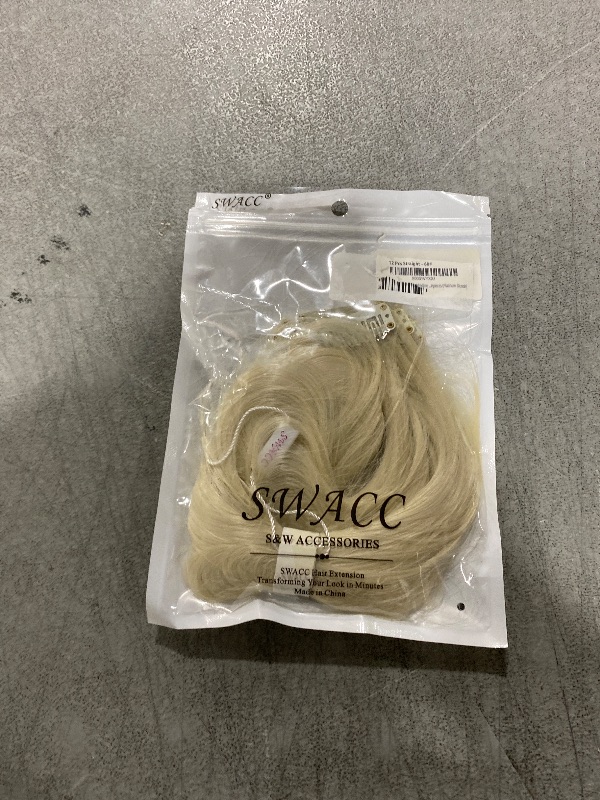 SWACC®
SWACC
S&W ACCESSORIES
SWACC Hair Extension
Transforming Your Look in Minutes
Made in China